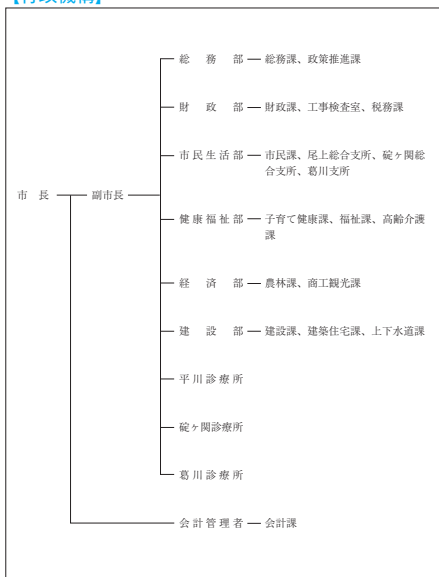 【行政機構】
総務部 総務課、政策推進課
財政部 財政課、工事検査室、税務課
市民生活部 市民課、尾上総合支所、碇ヶ関総
合支所、葛川支所
市長 副市長
健康福祉部 子育て健康課、福祉課、高齢介護
課
経済部 農林課、商工観光課
建設部 建設課、建築住宅課、上下水道課
平川診療所
碇ヶ関診療所
葛川診療所
会計管理者 会計課